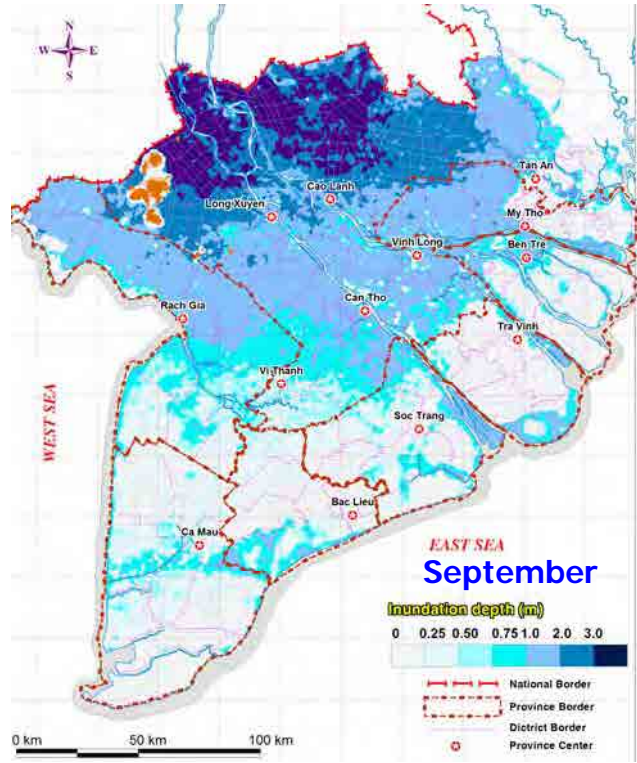 N
W E
S
Tan An
Cao Lanh
Long Xuyen
My Tho
Vinh Long
Ben Tre
Rach Gia
Can Tho
Tra Vinh
Vi Thanh
WEST SEA
Soc Trang
Bac Lieu
Ca Mau
EAST SEA
September
Inundation depth (m)
0 0.25 0.50 0.75 1.0 2.0 3.0
National Border
Province Border
Dictrict Border
Province Center
0 km 50 km 100 km